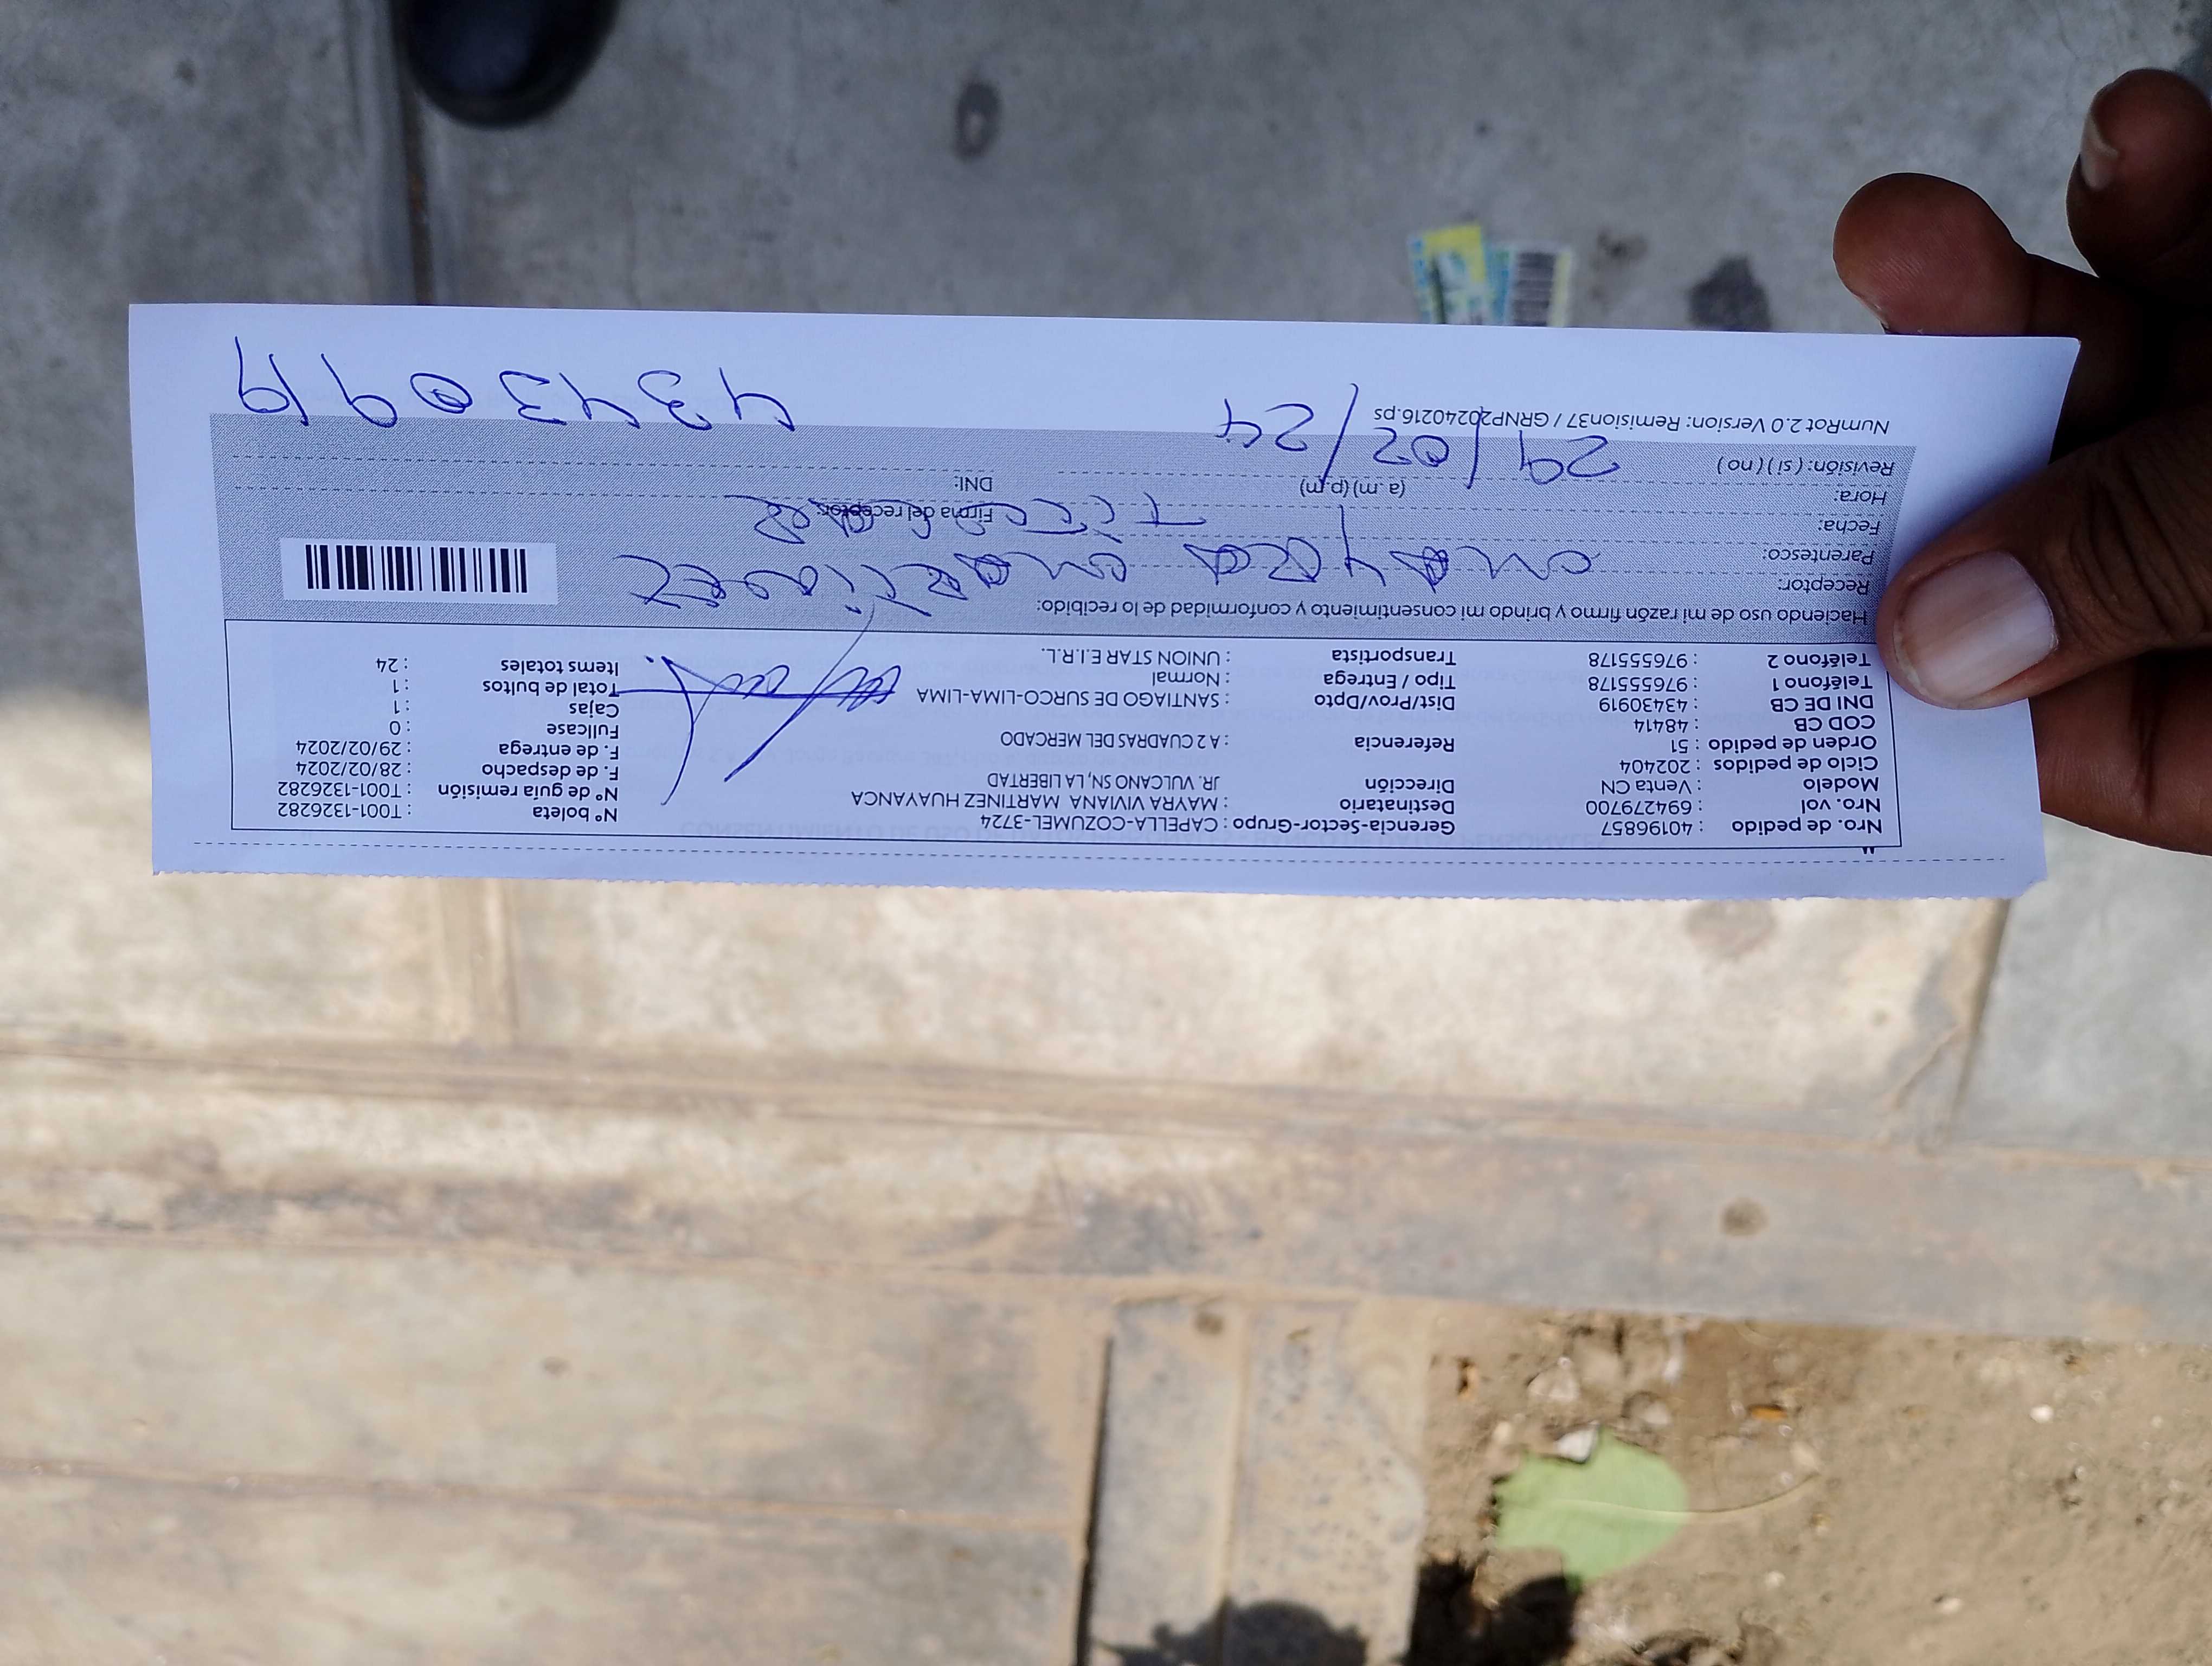 Nro. de pedido : 40196857 Gerencia-Sector-Grupo : CAPELLA-COZUMEL-3724 N° boleta : T001-1326282
Nro. vol : 694279700 Destinatario : MAYRA VIVIANA MARTINEZ HUAYANCA N° de guía remisión : T001-1326282
Modelo : Venta CN Dirección JR. VULCANO SN, LA LIBERTAD F. de despacho : 28/02/2024
Ciclo de pedidos : 202404 F. de entrega : 29/02/2024
Orden de pedido : 51 Referencia : A 2 CUADRAS DEL MERCADO Fullcase : 0
COD CB : 48414 Cajas : 1
DNI DE CB : 43430919 Dist/Prov/Dpto : SANTIAGO DE SURCO-LIMA-LIMA Total de bultos : 1
Teléfono 1 : 976555178 Tipo / Entrega : Normal Items totales : 24
Teléfono 2 : 976555178 Transportista : UNION STAR E.I.R.L.
Haciendo uso de mi razón firmo y brindo mi consentimiento y conformidad de lo recibido:
Receptor: mayra martinez
Parentesco: Titular
Fecha: Firma del receptor:
Hora: (a.m) (p.m) DNI:
Revisión: (si) (no) 29/02/24 43430919
NumRot 2.0 Version: Remision37 / GRNP20240216.ps